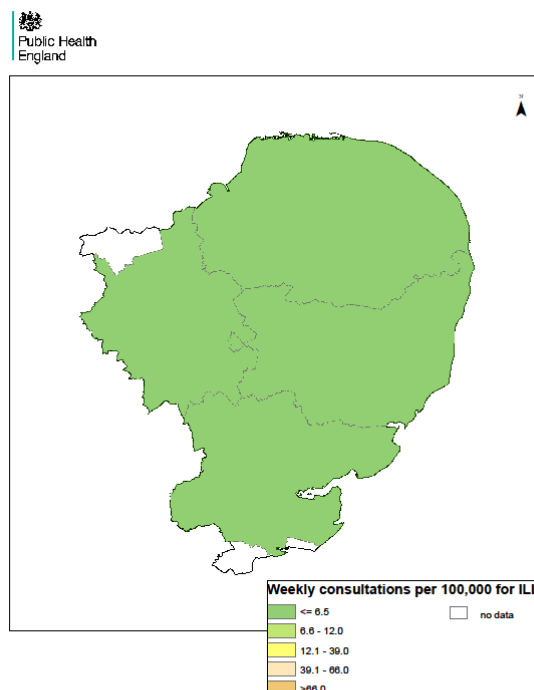 Public Health
England
N
Weekly consultations per 100,000 for ILI
<= 6.5
no data
6.6 - 12.0
12.1 - 39.0
39.1 - 66.0
>66.0